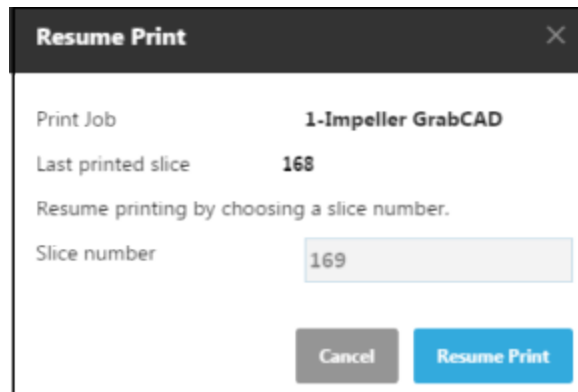 Resume Print
Print Job 1-Impeller GrabCAD
Last printed slice 168
Resume printing by choosing a slice number.
Slice number 169
Cancel Resume Print